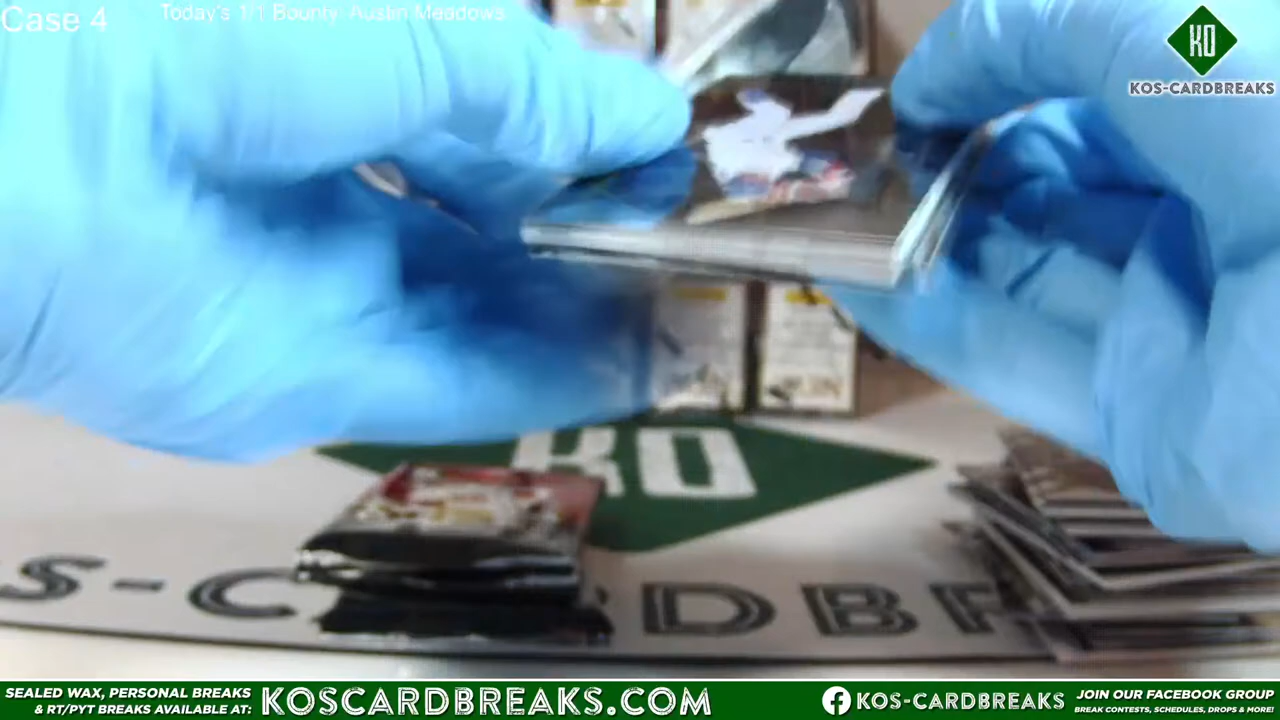 Case 4
Today's 1/1 Bounty: Austin Meadows
KO
KOS-CARDBREAKS
KO
S-C RDBR
SEALED WAX, PERSONAL BREAKS
& RT/PYT BREAKS AVAILABLE AT:
KOSCARDBREAKS.COM
KOS-CARDBREAKS
JOIN OUR FACEBOOK GROUP
BREAK CONTESTS, SCHEDULES, DROPS & MORE!